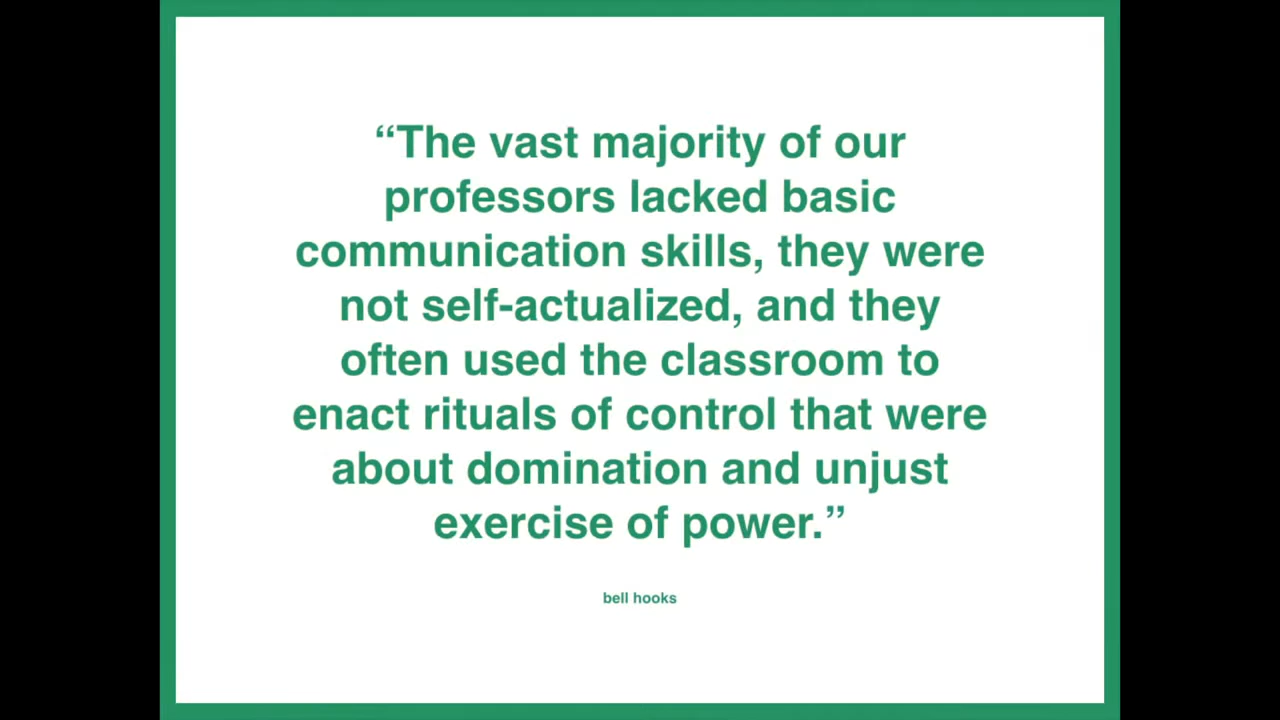 “The vast majority of our
professors lacked basic
communication skills, they were
not self-actualized, and they
often used the classroom to
enact rituals of control that were
about domination and unjust
exercise of power.”
bell hooks